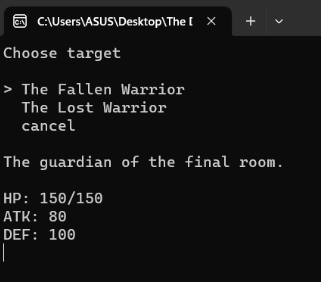 C:\Users\ASUS\Desktop\The [
Choose target
> The Fallen Warrior
The Lost Warrior
cancel
The guardian of the final room.
HP: 150/150
ATK: 80
DEF: 100